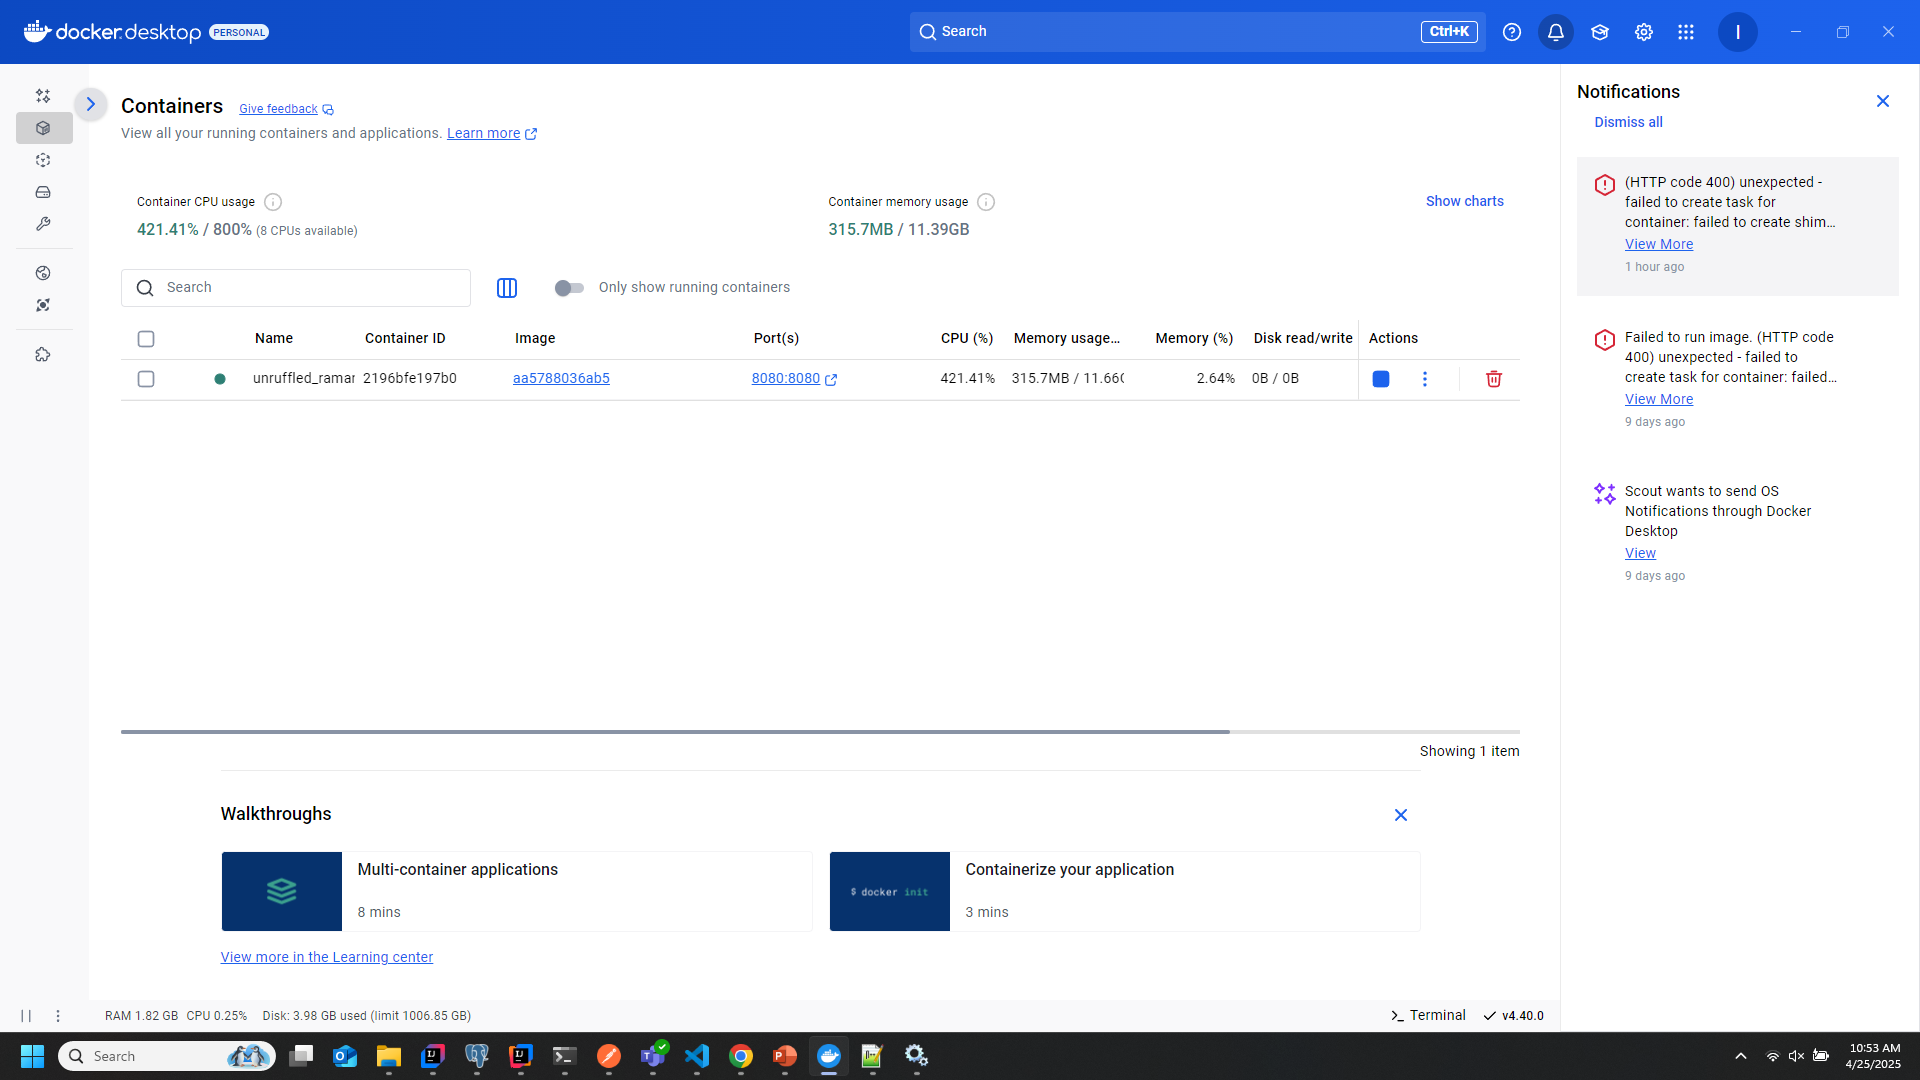 docker.desktop PERSONAL
Search
Ctrl+K
I
Containers
Give feedback
View all your running containers and applications. Learn more
Container CPU usage
421.41% / 800% (8 CPUs available)
Container memory usage
315.7MB / 11.39GB
Show charts
Search
Only show running containers
Name Container ID Image Port(s) CPU (%) Memory usage... Memory (%) Disk read/write Actions
unruffled_ramar 2196bfe197b0 aa5788036ab5 8080:8080 421.41% 315.7MB / 11.66G 2.64% 0B / 0B
Showing 1 item
Walkthroughs
Multi-container applications
8 mins
$ docker init
Containerize your application
3 mins
View more in the Learning center
RAM 1.82 GB CPU 0.25% Disk: 3.98 GB used (limit 1006.85 GB)
Terminal
v4.40.0
Notifications
Dismiss all
(HTTP code 400) unexpected -
failed to create task for
container: failed to create shim...
View More
1 hour ago
Failed to run image. (HTTP code
400) unexpected - failed to
create task for container: failed...
View More
9 days ago
Scout wants to send OS
Notifications through Docker
Desktop
View
9 days ago
Search
10:53 AM
4/25/2025